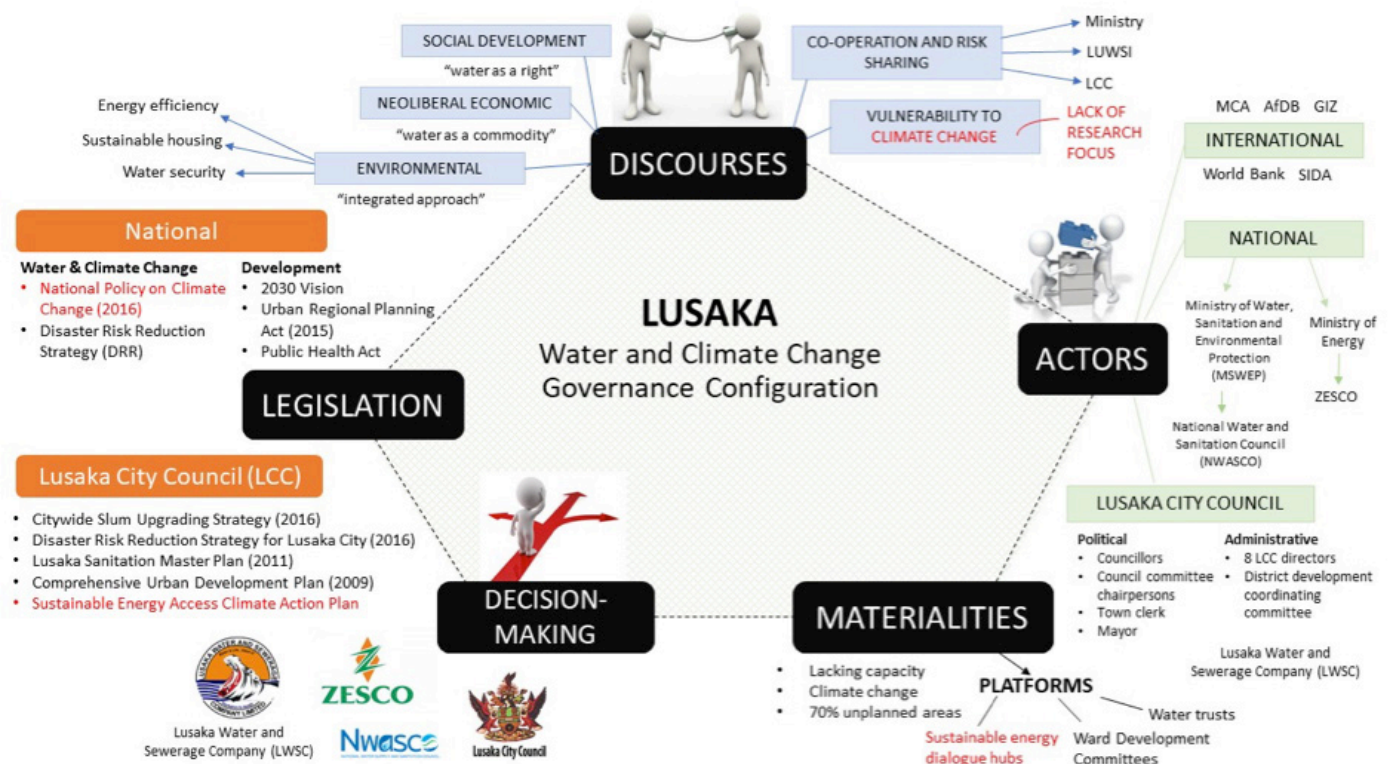 SOCIAL DEVELOPMENT
“water as a right”
NEOLIBERAL ECONOMIC
“water as a commodity”
ENVIRONMENTAL
“integrated approach”
Energy efficiency
Sustainable housing
Water security
DISCOURSES
CO-OPERATION AND RISK
SHARING
Ministry
LUWSI
LCC
VULNERABILITY TO
CLIMATE CHANGE
LACK OF
RESEARCH
FOCUS
MCA AfDB GIZ
INTERNATIONAL
World Bank SIDA
NATIONAL
Ministry of Water,
Sanitation and
Environmental
Protection
(MSWEP)
Ministry of
Energy
ZESCO
National Water and
Sanitation Council
(NWASCO)
ACTORS
LUSAKA CITY COUNCIL
Political
• Councillors
• Council committee
chairpersons
• Town clerk
• Mayor
Administrative
• 8 LCC directors
• District development
coordinating
committee
Lusaka Water and
Sewerage Company (LWSC)
LUSAKA
Water and Climate Change
Governance Configuration
National
Water & Climate Change
• National Policy on Climate
Change (2016)
• Disaster Risk Reduction
Strategy (DRR)
Development
• 2030 Vision
• Urban Regional Planning
Act (2015)
• Public Health Act
LEGISLATION
Lusaka City Council (LCC)
• Citywide Slum Upgrading Strategy (2016)
• Disaster Risk Reduction Strategy for Lusaka City (2016)
• Lusaka Sanitation Master Plan (2011)
• Comprehensive Urban Development Plan (2009)
• Sustainable Energy Access Climate Action Plan
DECISION-
MAKING
LUSAKA WATER AND SEWERAGE
COMPANY LIMITED
Lusaka Water and
Sewerage Company (LWSC)
ZESCO
NWASCO
Lusaka City Council
MATERIALITIES
• Lacking capacity
• Climate change
• 70% unplanned areas
PLATFORMS
Sustainable energy
dialogue hubs
Ward Development
Committees
Water trusts